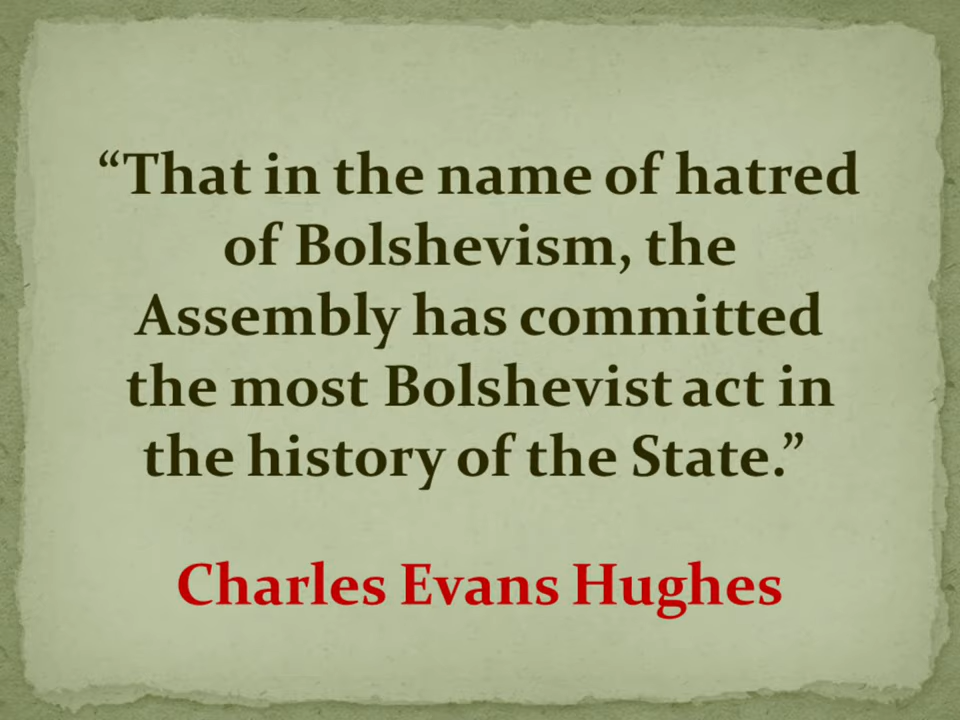 “That in the name of hatred
of Bolshevism, the
Assembly has committed
the most Bolshevist act in
the history of the State.”
Charles Evans Hughes